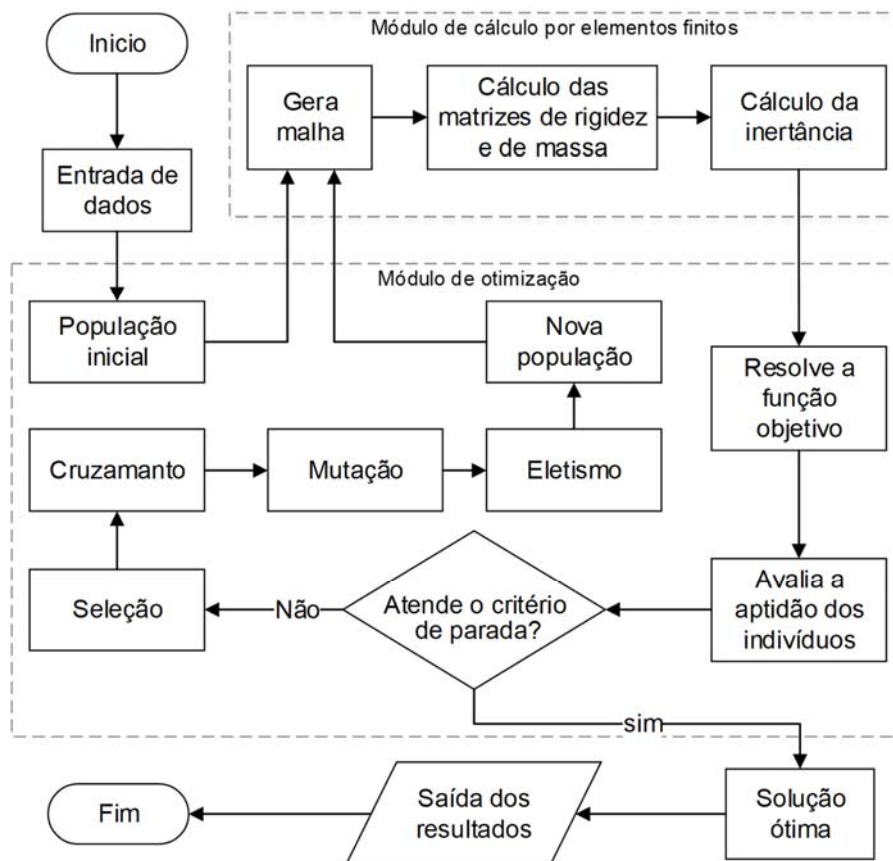 Inicio
Módulo de cálculo por elementos finitos
Gera
malha
Cálculo das
matrizes de rigidez
e de massa
Cálculo da
inertância
Entrada de
dados
Módulo de otimização
População
inicial
Nova
população
Resolve a
função
objetivo
Cruzamanto
Mutação
Eletismo
Seleção
Não
Atende o critério
de parada?
Avalia a
aptidão dos
indivíduos
sim
Fim
Saída dos
resultados
Solução
ótima